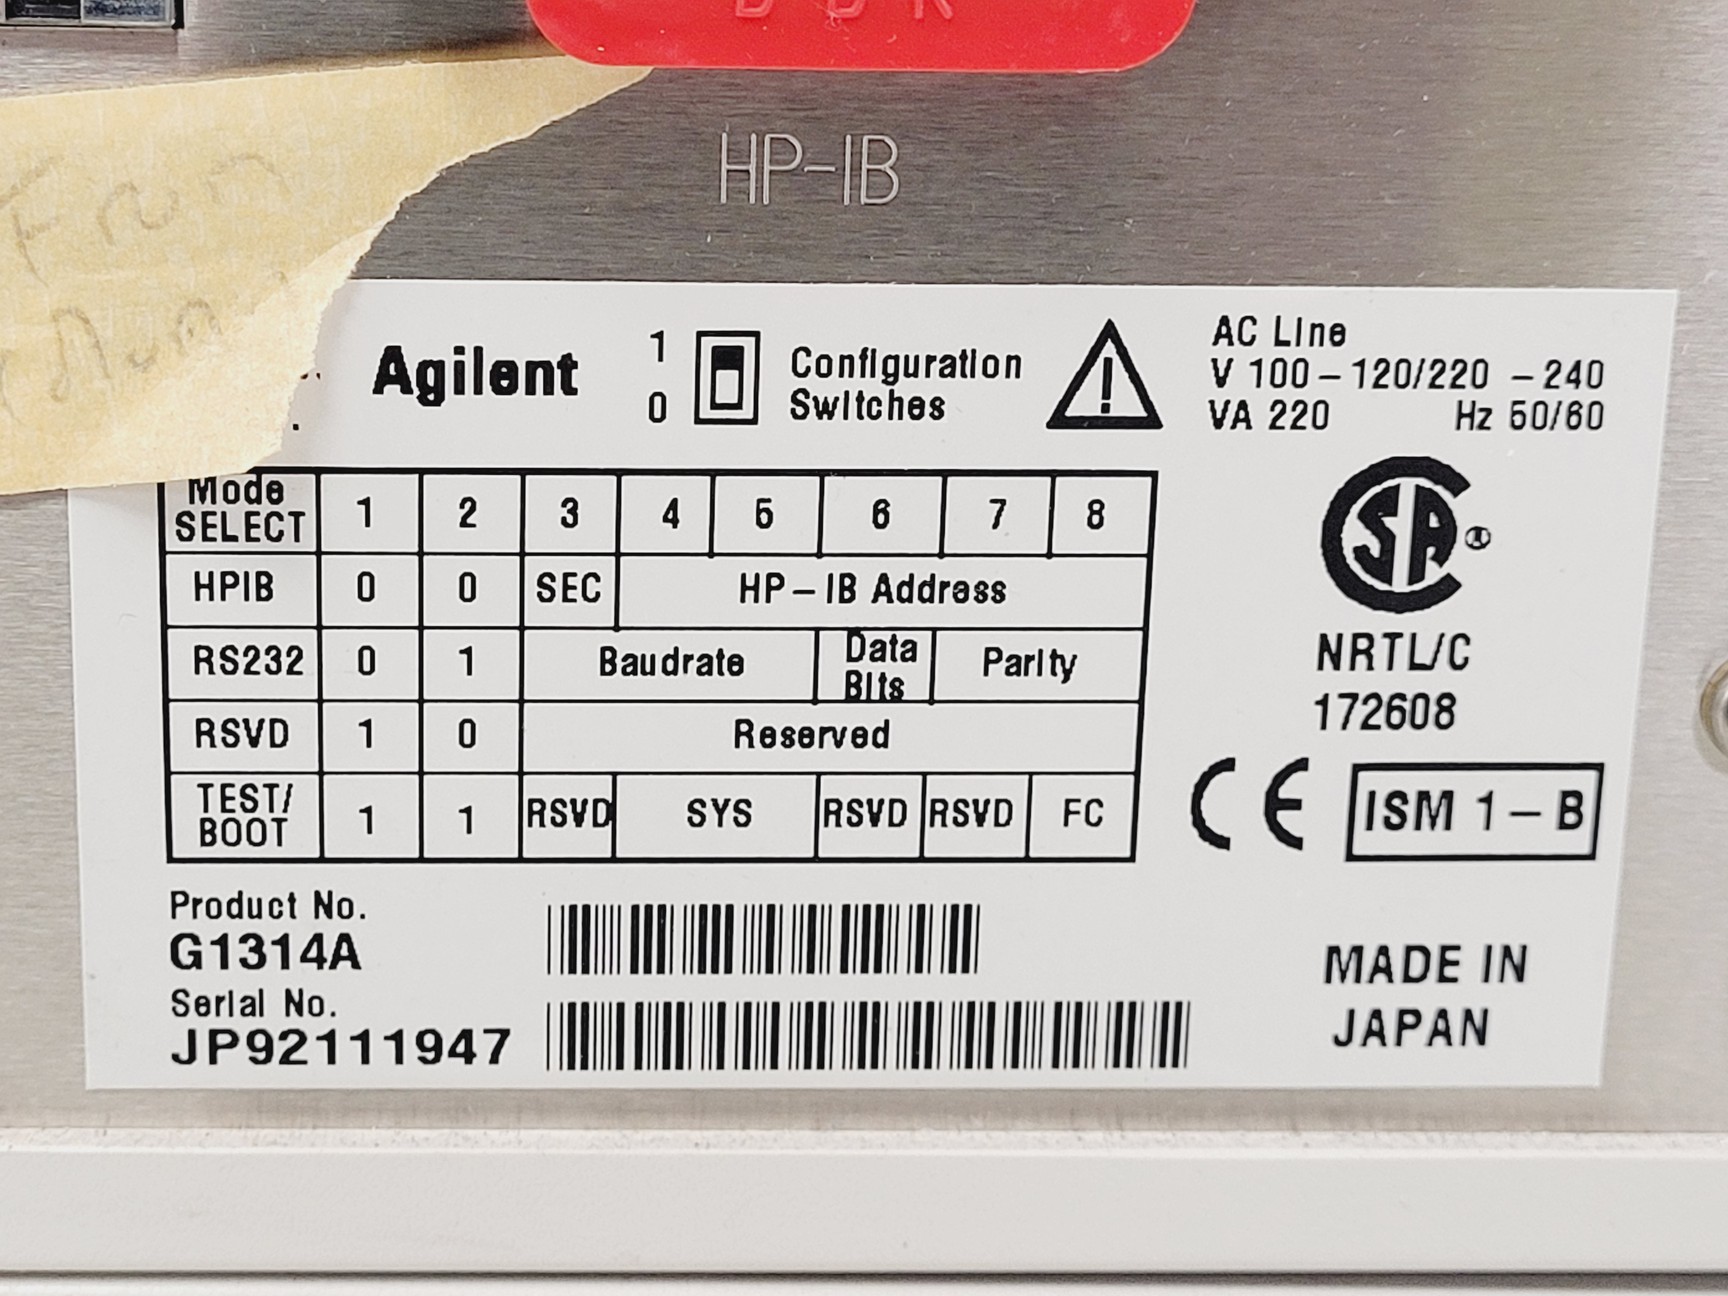 HP-IB
Fan
Agilent
1
0
Configuration
Switches
AC Line
V 100-120/220 -240
VA 220 Hz 50/60
Mode
SELECT 1 2 3 4 5 6 7 8
HPIB 0 0 SEC HP-IB Address
RS232 0 1 Baudrate Data Bits Parity
RSVD 1 0 Reserved
TEST/
BOOT 1 1 RSVD SYS RSVD RSVD FC
NRTL/C
172608
CE ISM 1-B
Product No.
G1314A
Serial No.
JP92111947
MADE IN
JAPAN